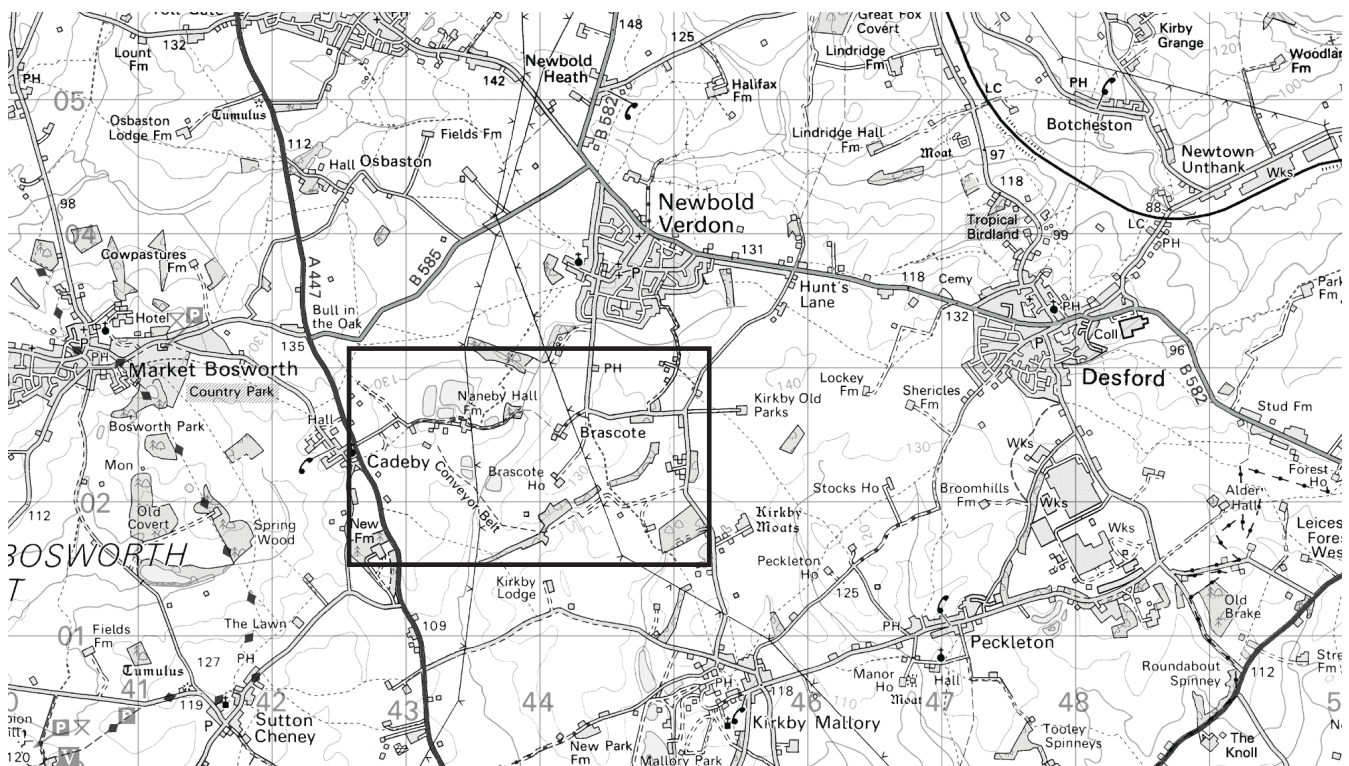 132
Lount
Fm
PH
05
Osbaston
Lodge Fm
Tumulus
112
Hall
Osbaston
Fields Fm
142
Newbold
Heath
148
125
B 582
Halifax
Fm
Great Fox
Covert
Lindridge
Fm
LC
Lindridge Hall
Fm
Moat
97
118
Tropical
Birdland
99
PH
Botcheston
Kirby
Grange
120
100
Fm
Newtown
Unthank
Wks
88
LC
PH
98
04
Cowpastures
Fm
A 447
B 585
Newbold
Verdon
P
131
Hunt's
Lane
118
Cemy
132
PH
Coll
P
Desford
96
B 582
Fm
Hotel
P
Bull in
the Oak
135
130
PH
Market Bosworth
Country Park
Bosworth Park
Hall
130
Naneby Hall
Fm
PH
Brascote
Brascote
Ho
130
Cadeby
Conveyor Belt
New
Fm
140
Kirkby Old
Parks
Lockey
Fm
Shericles
Fm
130
Stud Fm
Mon
Old
Covert
02
112
Spring
Wood
BOSWORTH
T
Kirkby
Moats
Stocks Ho
120
Peckleton
Ho
125
Broomhills
Fm
Wks
Wks
Wks
Alder
Hall
Forest
Ho
Old
Brake
Kirkby
Lodge
01
Fields
Fm
The Lawn
109
Tumulus
127
PH
119
P
41
42
Sutton
Cheney
43
44
New Park
Fm
PH
118
Kirkby Mallory
Mallory Park
46
110
PH
Manor
Ho
Moat
Hall
47
Peckleton
48
Tooley
Spinneys
Roundabout
Spinney
112
The
Knoll
P
P
V
120